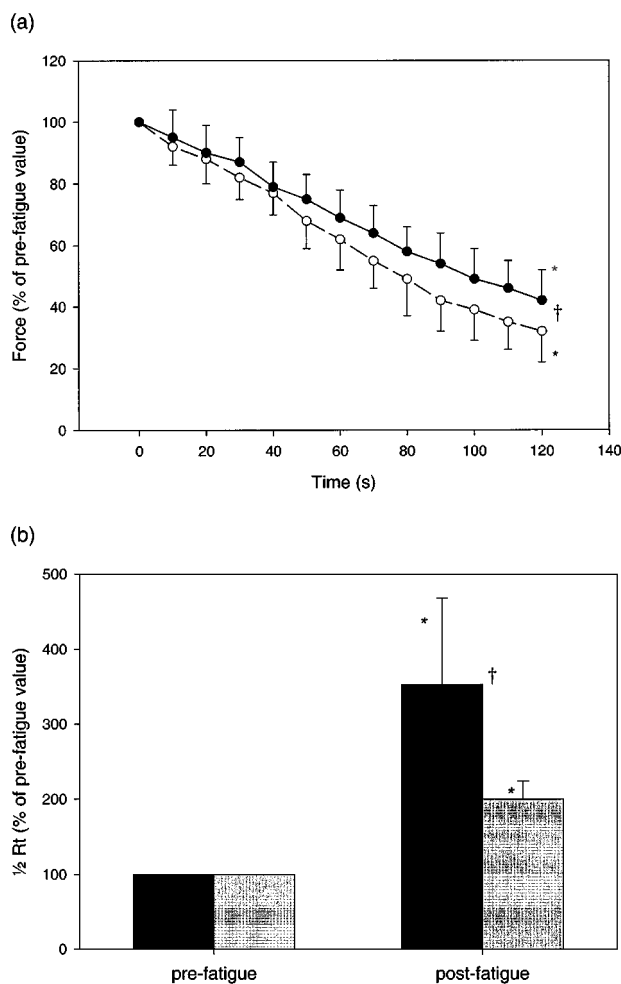 (a)
120
100
80
60
40
20
0
Force (% of pre-fatigue value)
*
†
*
0 20 40 60 80 100 120 140
Time (s)
(b)
500
400
300
200
100
0
½ Rt (% of pre-fatigue value)
*
†
*
pre-fatigue post-fatigue